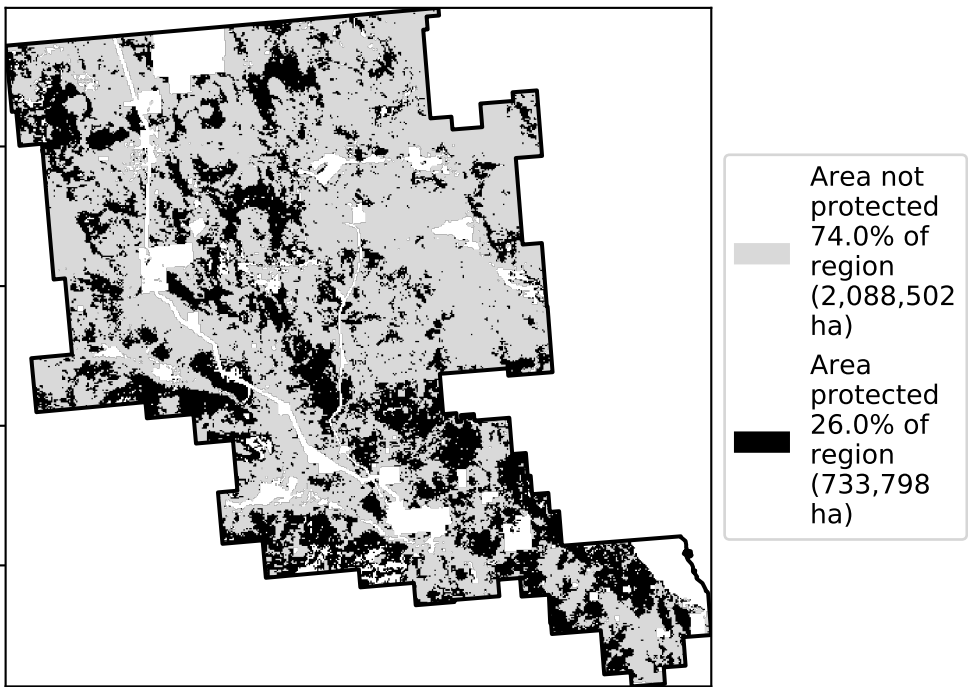 Area not
protected
74.0% of
region
(2,088,502
ha)
Area
protected
26.0% of
region
(733,798
ha)